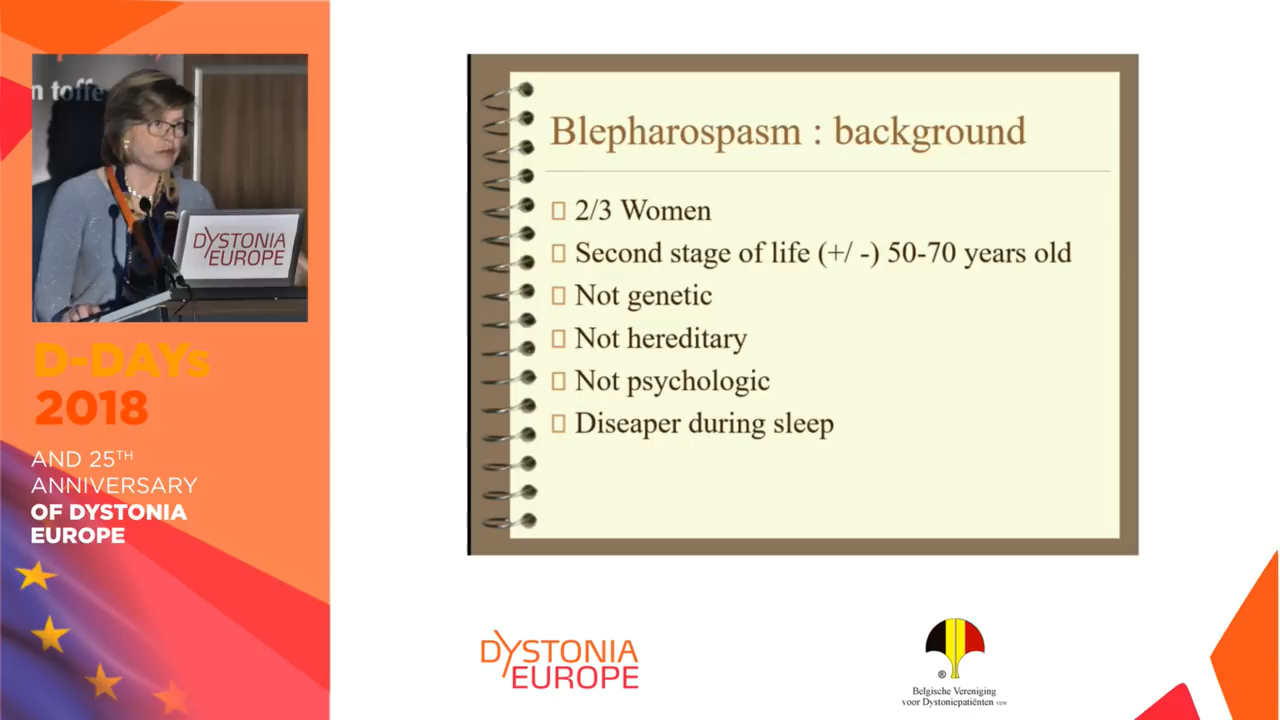 n toffe
DYSTONIA
EUROPE
D-DAYs
2018
AND 25TH
ANNIVERSARY
OF DYSTONIA
EUROPE
Blepharospasm : background
2/3 Women
Second stage of life (+/ -) 50-70 years old
Not genetic
Not hereditary
Not psychologic
Diseaper during sleep
DYSTONIA
EUROPE
®
Belgische Vereniging
voor Dystoniepatiënten vzw